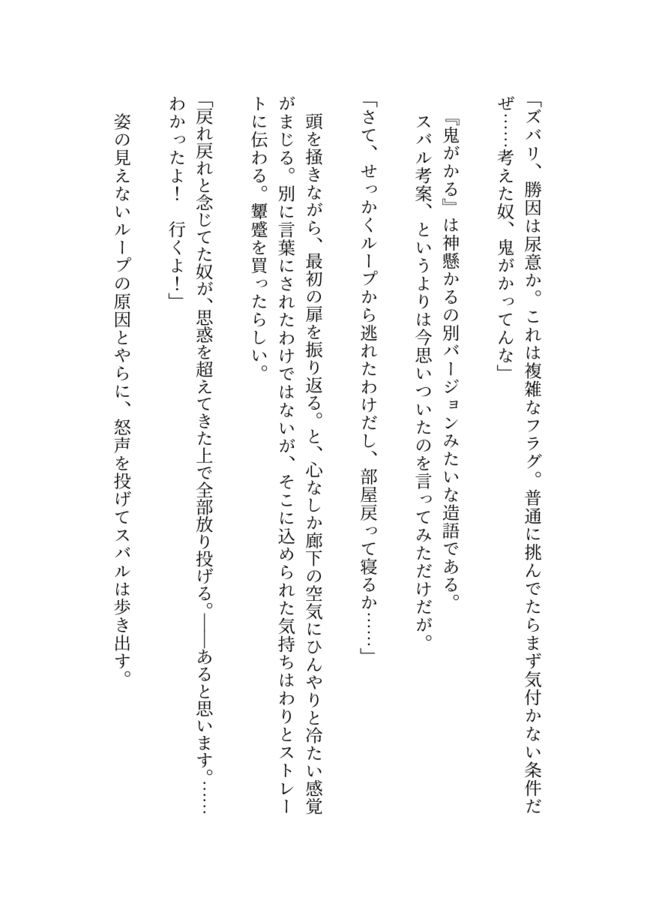 「ズバリ、勝因は尿意か。これは複雑なフラグ。普通に挑んでたらまず気付かない条件だ
ぜ……考えた奴、鬼がかってんな」
『鬼がかる』は神懸かるの別バージョンみたいな造語である。
スバル考案、というよりは今思いついたのを言ってみただけだが。
「さて、せっかくループから逃れたわけだし、部屋戻って寝るか……」
頭を掻きながら、最初の扉を振り返る。と、心なしか廊下の空気にひんやりと冷たい感覚
がまじる。別に言葉にされたわけではないが、そこに込められた気持ちはわりとストレー
トに伝わる。顰蹙を買ったらしい。
「戻れ戻れと念じてた奴が、思惑を超えてきた上で全部放り投げる。――あると思います。……
わかったよ！　行くよ！」
姿の見えないループの原因とやらに、怒声を投げてスバルは歩き出す。